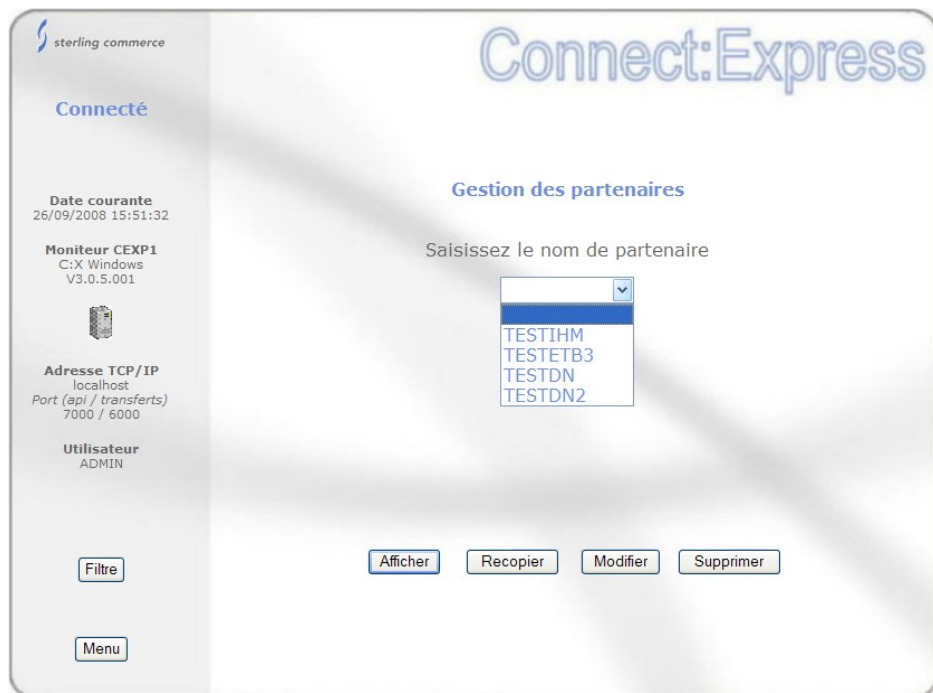 sterling commerce
Connect:Express
Connecté
Gestion des partenaires
Date courante
26/09/2008 15:51:32
Saisissez le nom de partenaire
Moniteur CEXP1
C:X Windows
V3.0.5.001
TESTIHM
TESTETB3
TESTDN
TESTDN2
Adresse TCP/IP
localhost
Port (api / transferts)
7000 / 6000
Utilisateur
ADMIN
Filtre
Afficher
Recopier
Modifier
Supprimer
Menu